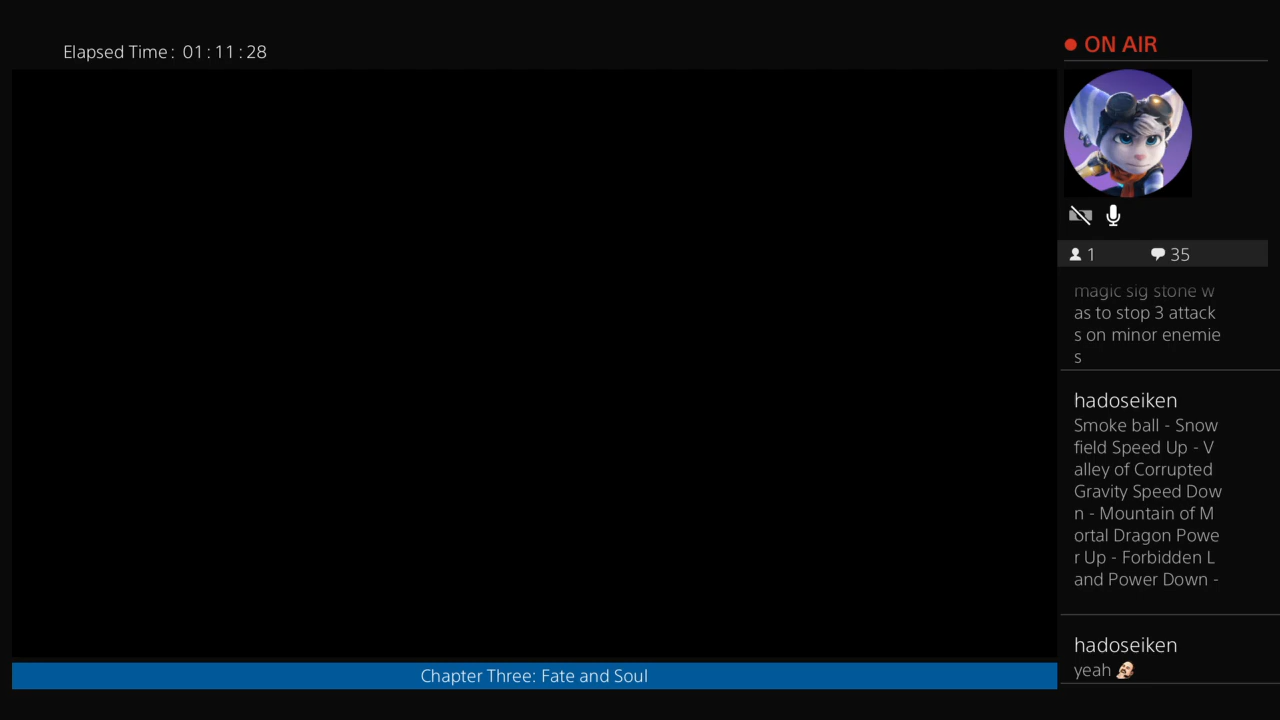 Elapsed Time: 01:11:28
ON AIR
1
35
magic sig stone w
as to stop 3 attack
s on minor enemie
s
hadoseiken
Smoke ball - Snow
field Speed Up - V
alley of Corrupted
Gravity Speed Dow
n - Mountain of M
ortal Dragon Powe
r Up - Forbidden L
and Power Down -
hadoseiken
yeah
Chapter Three: Fate and Soul